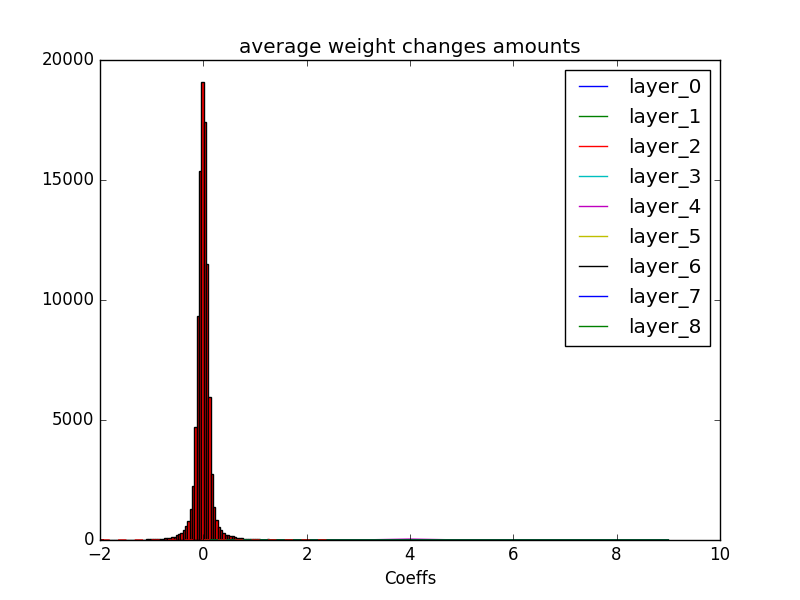 average weight changes amounts
20000
15000
10000
5000
0
−2 0 2 4 6 8 10
Coeffs
layer_0
layer_1
layer_2
layer_3
layer_4
layer_5
layer_6
layer_7
layer_8